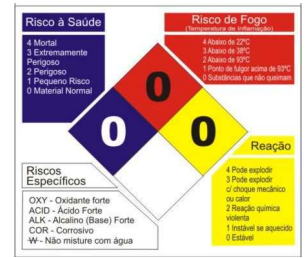 Risco à Saúde
4 Mortal
3 Extremamente
Perigoso
2 Perigoso
1 Pequeno Risco
0 Material Normal
Risco de Fogo
(Temperatura de Inflamação)
4 Abaixo de 22ºC
3 Abaixo de 38ºC
2 Abaixo de 93ºC
1 Ponto de fulgor acima de 93ºC
0 Substâncias que não queimam
0
0
0
Reação
4 Pode explodir
3 Pode explodir
c/ choque mecânico
ou calor
2 Reação química
violenta
1 Instável se aquecido
0 Estável
Riscos
Específicos
OXY - Oxidante forte
ACID - Ácido Forte
ALK - Alcalino (Base) Forte
COR - Corrosivo
W - Não misture com água